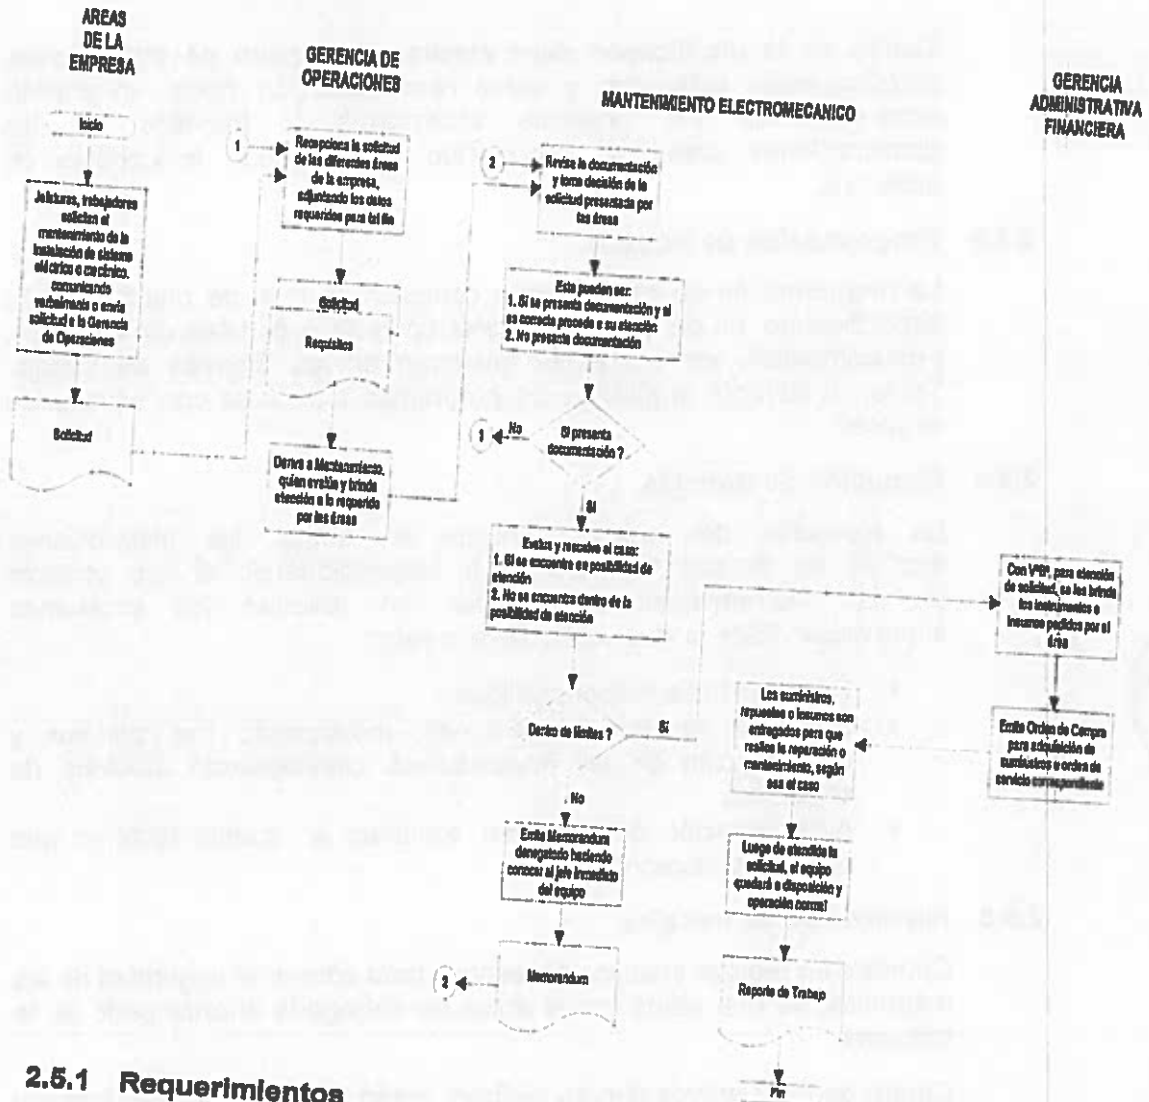 AREAS
DE LA
EMPRESA
GERENCIA DE
OPERACIONES
MANTENIMIENTO ELECTROMECANICO
GERENCIA
ADMINISTRATIVA
FINANCIERA
Inicio
Jefaturas, trabajadores
solicitan el
mantenimiento de la
instalación de sistema
eléctrico o mecánico,
comunicando
verbalmente o envía
solicitud a la Gerencia
de Operaciones
Solicitud
1
Recepciona la solicitud
de las diferentes áreas
de la empresa,
adjuntando los datos
requeridos para tal fin
Solicitud
Requisitos
Deriva a Mantenimiento,
quien evalúa y brinda
atención a lo requerido
por las áreas
2
Revisa la documentación
y toma decisión de la
solicitud presentada por
las áreas
Esta pueden ser:
1. Si se presenta documentación y si
es correcto procede a su atención
2. No presenta documentación
Si presenta
documentación ?
No
1
Si
Evalúa y resuelve el caso:
1. Si se encuentra en posibilidad de
atención
2. No se encuentra dentro de la
posibilidad de atención
Dentro de límites ?
Si
No
Emite Memorandum
denegatado haciendo
conocer al jefe inmediato
del equipo
Memorandum
2
Los suministros,
repuestos o insumos son
entregados para que
realice la reparación o
mantenimiento, según
sea el caso
Luego de atendida la
solicitud, el equipo
quedará a disposición y
operación normal
Reporte de Trabajo
Fin
Con V°B°, para atención
de solicitud, se les brinda
los instrumentos o
insumos pedidos por el
Área
Emite Orden de Compra
para adquisición de
suministros u orden de
servicio correspondiente
2.5.1 Requerimientos